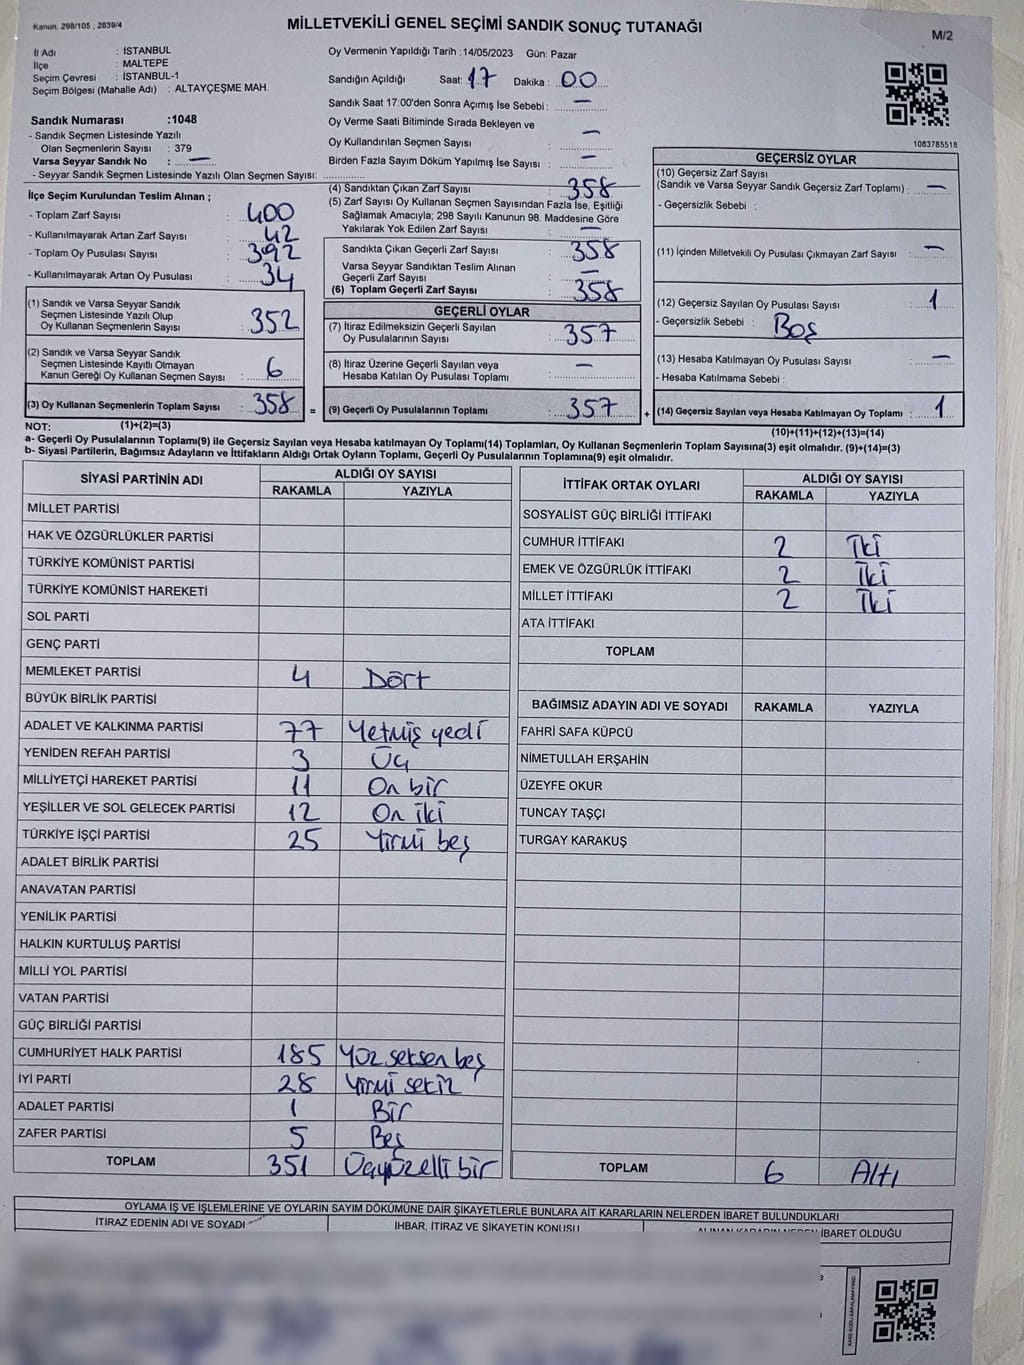 Kanun, 298/105 , 2839/4
MİLLETVEKİLİ GENEL SEÇİMİ SANDIK SONUÇ TUTANAĞI
M/2
İl Adı : İSTANBUL
İlçe : MALTEPE
Seçim Çevresi : İSTANBUL-1
Seçim Bölgesi (Mahalle Adı) : ALTAYÇEŞME MAH.
Sandık Numarası :1048
- Sandık Seçmen Listesinde Yazılı
Olan Seçmenlerin Sayısı : 379
Varsa Seyyar Sandık No : —
- Seyyar Sandık Seçmen Listesinde Yazılı Olan Seçmen Sayısı:
Oy Vermenin Yapıldığı Tarih :14/05/2023 Gün: Pazar
Sandığın Açıldığı Saat: 17 Dakika : 00
Sandık Saat 17:00'den Sonra Açımış İse Sebebi : —
Oy Verme Saati Bitiminde Sırada Bekleyen ve
Oy Kullandırılan Seçmen Sayısı : —
Birden Fazla Sayım Döküm Yapılmış İse Sayısı : —
1083785518
İlçe Seçim Kurulundan Teslim Alınan ;
- Toplam Zarf Sayısı : 400
- Kullanılmayarak Artan Zarf Sayısı : 42
- Toplam Oy Pusulası Sayısı : 392
- Kullanılmayarak Artan Oy Pusulası : 34
(1) Sandık ve Varsa Seyyar Sandık
Seçmen Listesinde Yazılı Olup
Oy Kullanan Seçmenlerin Sayısı : 352
(2) Sandık ve Varsa Seyyar Sandık
Seçmen Listesinde Kayıtlı Olmayan
Kanun Gereği Oy Kullanan Seçmen Sayısı : 6
(3) Oy Kullanan Seçmenlerin Toplam Sayısı : 358 =
(4) Sandıktan Çıkan Zarf Sayısı : 358
(5) Zarf Sayısı Oy Kullanan Seçmen Sayısından Fazla İse, Eşitliği
Sağlamak Amacıyla; 298 Sayılı Kanunun 98. Maddesine Göre
Yakılarak Yok Edilen Zarf Sayısı : —
Sandıkta Çıkan Geçerli Zarf Sayısı : 358
Varsa Seyyar Sandıktan Teslim Alınan
Geçerli Zarf Sayısı : —
(6) Toplam Geçerli Zarf Sayısı : 358
GEÇERLİ OYLAR
(7) İtiraz Edilmeksizin Geçerli Sayılan
Oy Pusulalarının Sayısı : 357
(8) İtiraz Üzerine Geçerli Sayılan veya
Hesaba Katılan Oy Pusulası Toplamı : —
(9) Geçerli Oy Pusulalarının Toplamı : 357 +
GEÇERSİZ OYLAR
(10) Geçersiz Zarf Sayısı
(Sandık ve Varsa Seyyar Sandık Geçersiz Zarf Toplamı) : —
- Geçersizlik Sebebi :
(11) İçinden Milletvekili Oy Pusulası Çıkmayan Zarf Sayısı : —
(12) Geçersiz Sayılan Oy Pusulası Sayısı : 1
- Geçersizlik Sebebi : Boş
(13) Hesaba Katılmayan Oy Pusulası Sayısı : —
- Hesaba Katılmama Sebebi :
(14) Geçersiz Sayılan veya Hesaba Katılmayan Oy Toplamı : 1
NOT: (1)+(2)=(3) (10)+(11)+(12)+(13)=(14)
a- Geçerli Oy Pusulalarının Toplamı(9) ile Geçersiz Sayılan veya Hesaba katılmayan Oy Toplamı(14) Toplamları, Oy Kullanan Seçmenlerin Toplam Sayısına(3) eşit olmalıdır. (9)+(14)=(3)
b- Siyasi Partilerin, Bağımsız Adayların ve İttifakların Aldığı Ortak Oyların Toplamı, Geçerli Oy Pusulalarının Toplamına(9) eşit olmalıdır.
SİYASİ PARTİNİN ADI ALDIĞI OY SAYISI
RAKAMLA YAZIYLA
MİLLET PARTİSİ
HAK VE ÖZGÜRLÜKLER PARTİSİ
TÜRKİYE KOMÜNİST PARTİSİ
TÜRKİYE KOMÜNİST HAREKETİ
SOL PARTİ
GENÇ PARTİ
MEMLEKET PARTİSİ 4 Dört
BÜYÜK BİRLİK PARTİSİ
ADALET VE KALKINMA PARTİSİ 77 Yetmiş yedi
YENİDEN REFAH PARTİSİ 3 Üç
MİLLİYETÇİ HAREKET PARTİSİ 11 On bir
YEŞİLLER VE SOL GELECEK PARTİSİ 12 On iki
TÜRKİYE İŞÇİ PARTİSİ 25 Yirmi beş
ADALET BİRLİK PARTİSİ
ANAVATAN PARTİSİ
YENİLİK PARTİSİ
HALKIN KURTULUŞ PARTİSİ
MİLLİ YOL PARTİSİ
VATAN PARTİSİ
GÜÇ BİRLİĞİ PARTİSİ
CUMHURİYET HALK PARTİSİ 185 Yüz seksen beş
İYİ PARTİ 28 Yirmi sekiz
ADALET PARTİSİ 1 Bir
ZAFER PARTİSİ 5 Beş
TOPLAM 351 Üçyüzelli bir
İTTİFAK ORTAK OYLARI ALDIĞI OY SAYISI
RAKAMLA YAZIYLA
SOSYALİST GÜÇ BİRLİĞİ İTTİFAKI
CUMHUR İTTİFAKI 2 İki
EMEK VE ÖZGÜRLÜK İTTİFAKI 2 İki
MİLLET İTTİFAKI 2 İki
ATA İTTİFAKI
TOPLAM
BAĞIMSIZ ADAYIN ADI VE SOYADI RAKAMLA YAZIYLA
FAHRİ SAFA KÜPCÜ
NİMETULLAH ERŞAHİN
ÜZEYFE OKUR
TUNCAY TAŞÇI
TURGAY KARAKUŞ
TOPLAM 6 Altı
OYLAMA İŞ VE İŞLEMLERİNE VE OYLARIN SAYIM DÖKÜMÜNE DAİR ŞİKAYETLERLE BUNLARA AİT KARARLARIN NELERDEN İBARET BULUNDUKLARI
İTİRAZ EDENİN ADI VE SOYADI İHBAR, İTİRAZ VE ŞİKAYETİN KONUSU ALINAN KARARIN NEDEN İBARET OLDUĞU